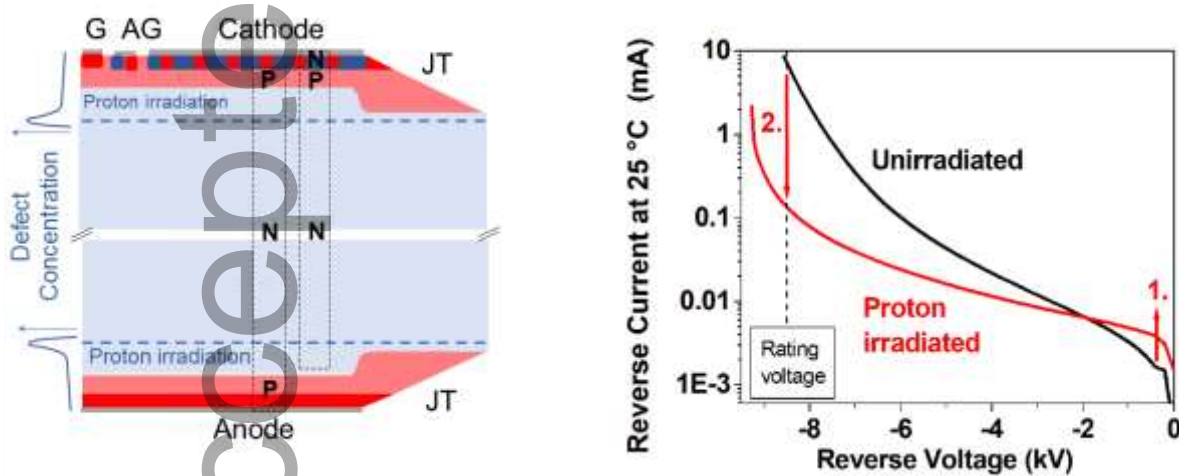 G AG Cathode
N
JT
P P
Proton irradiation
Defect
Concentration
N N
Proton irradiation
P
JT
Anode
ccepte
Reverse Current at 25 °C (mA)
10
1
0.1
0.01
1E-3
2.
Unirradiated
Proton
irradiated
1.
Rating
voltage
-8 -6 -4 -2 0
Reverse Voltage (kV)